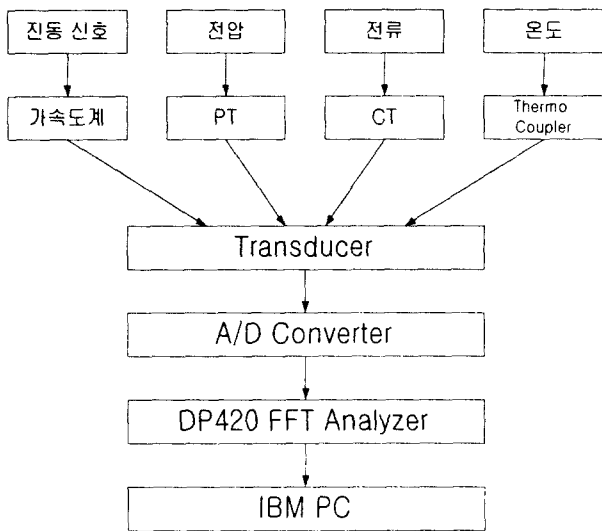 진동 신호
전압
전류
온도
가속도계
PT
CT
Thermo
Coupler
Transducer
A/D Converter
DP420 FFT Analyzer
IBM PC